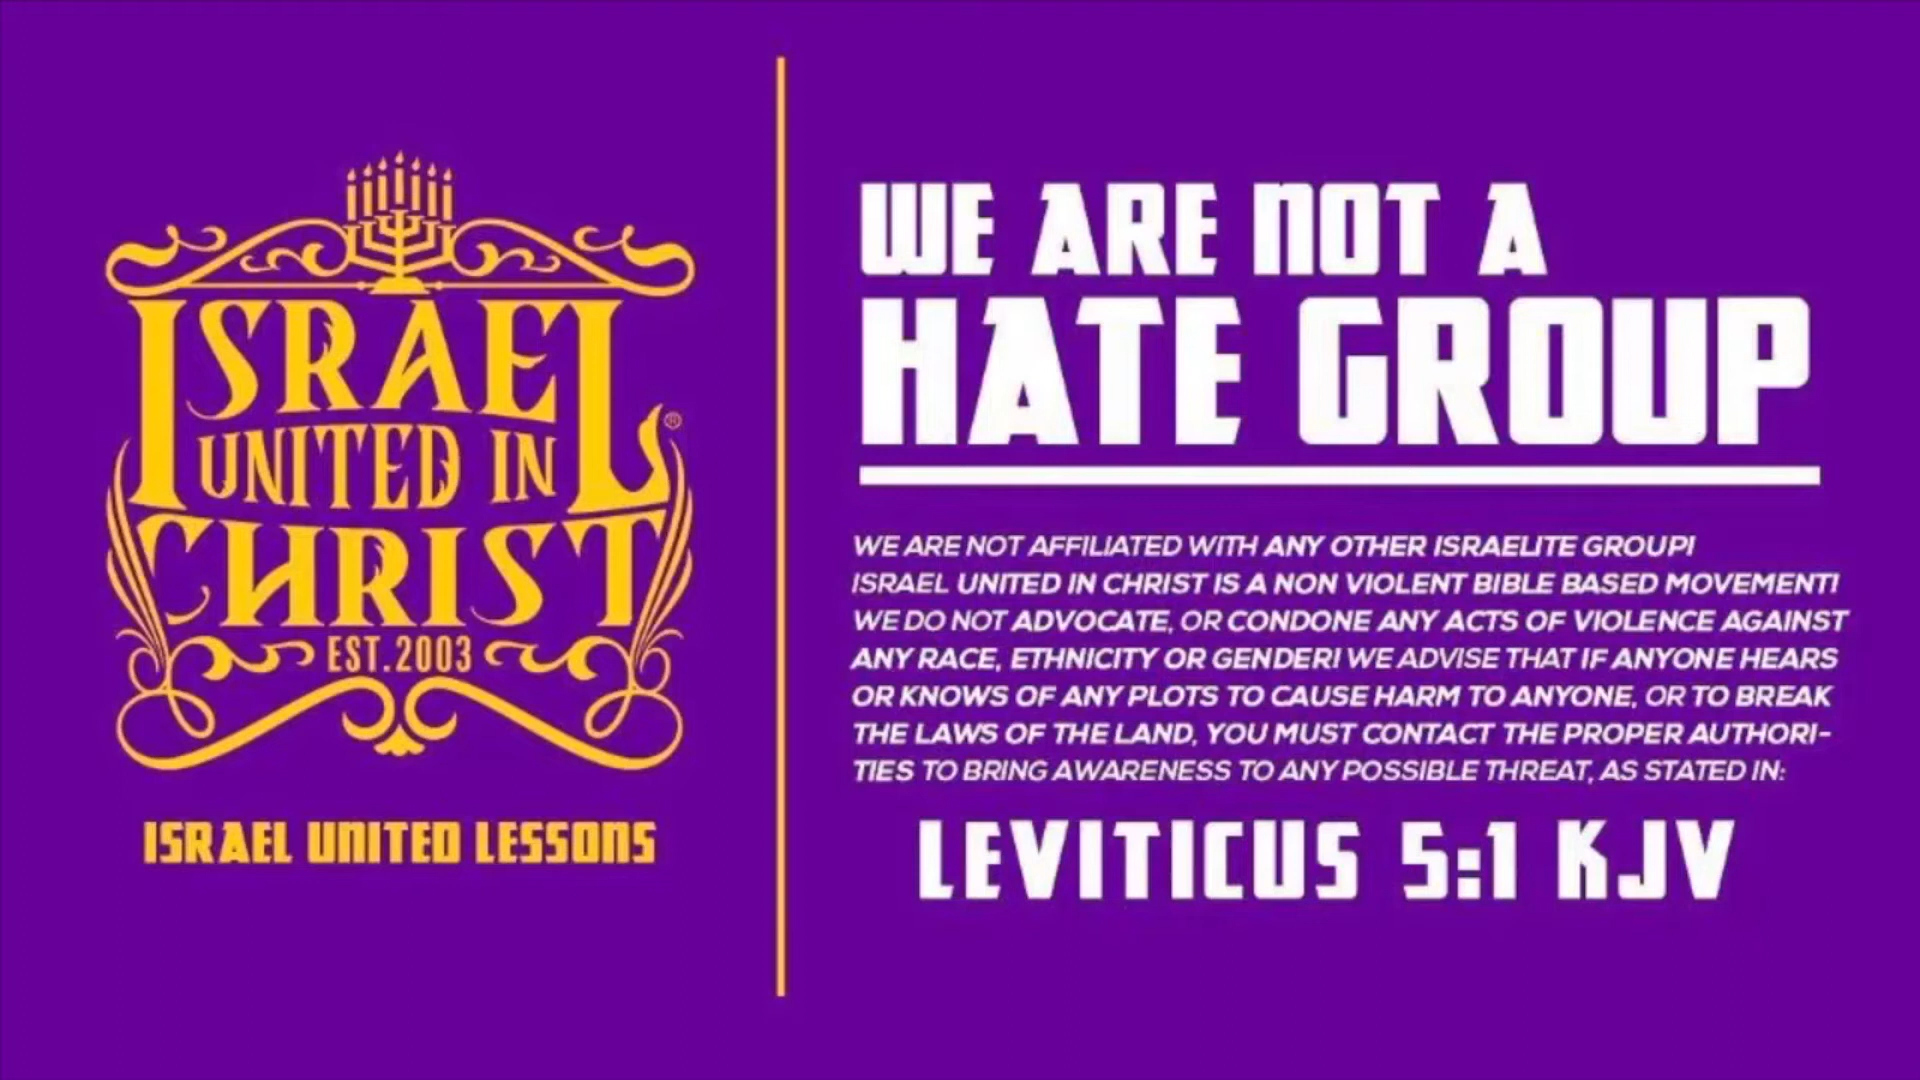 ISRAEL
UNITED IN
CHRIST
®
EST.2003
ISRAEL UNITED LESSONS
WE ARE NOT A
HATE GROUP
WE ARE NOT AFFILIATED WITH ANY OTHER ISRAELITE GROUP!
ISRAEL UNITED IN CHRIST IS A NON VIOLENT BIBLE BASED MOVEMENT!
WE DO NOT ADVOCATE, OR CONDONE ANY ACTS OF VIOLENCE AGAINST
ANY RACE, ETHNICITY OR GENDER! WE ADVISE THAT IF ANYONE HEARS
OR KNOWS OF ANY PLOTS TO CAUSE HARM TO ANYONE, OR TO BREAK
THE LAWS OF THE LAND, YOU MUST CONTACT THE PROPER AUTHORI-
TIES TO BRING AWARENESS TO ANY POSSIBLE THREAT, AS STATED IN:
LEVITICUS 5:1 KJV